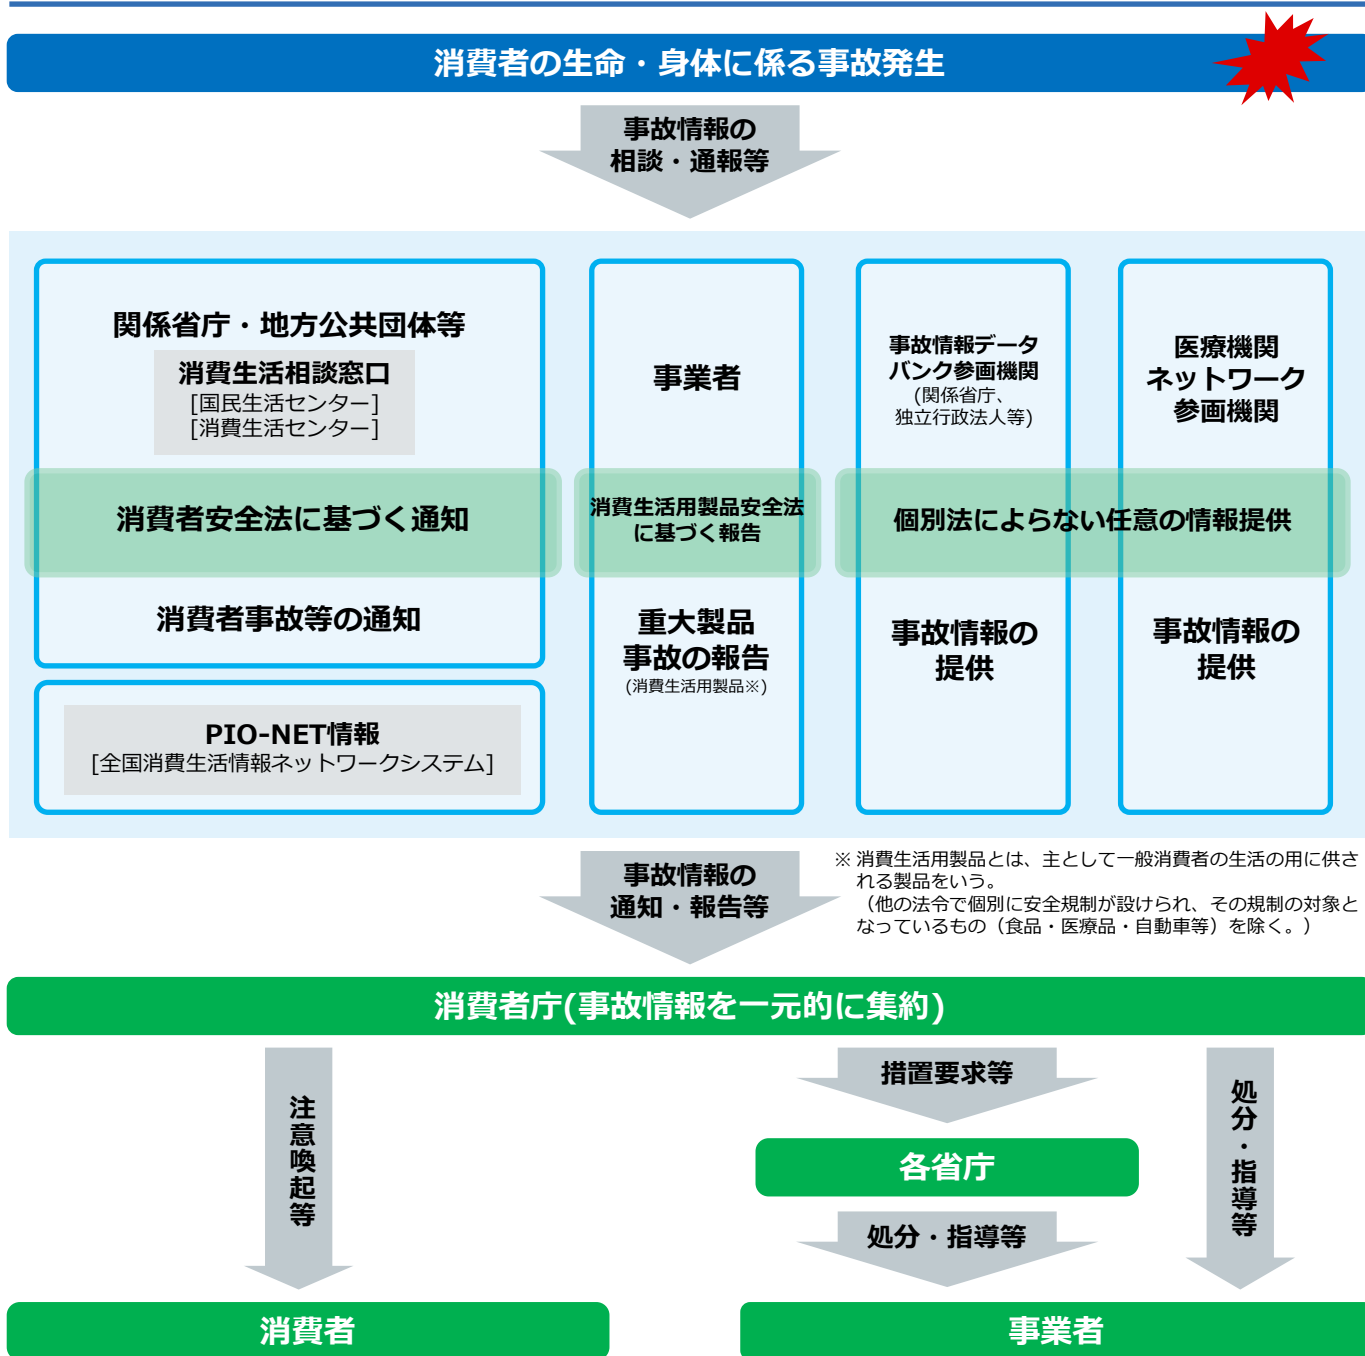 消費者の生命・身体に係る事故発生
事故情報の
相談・通報等
関係省庁・地方公共団体等
消費生活相談窓口
[国民生活センター]
[消費生活センター]
消費者安全法に基づく通知
消費者事故等の通知
PIO-NET情報
[全国消費生活情報ネットワークシステム]
事業者
消費生活用製品安全法
に基づく報告
重大製品
事故の報告
(消費生活用製品※)
事故情報データ
バンク参画機関
(関係省庁、
独立行政法人等)
医療機関
ネットワーク
参画機関
個別法によらない任意の情報提供
事故情報の
提供
事故情報の
提供
事故情報の
通知・報告等
※ 消費生活用製品とは、主として一般消費者の生活の用に供さ
れる製品をいう。
（他の法令で個別に安全規制が設けられ、その規制の対象と
なっているもの（食品・医療品・自動車等）を除く。）
消費者庁(事故情報を一元的に集約)
注意喚起等
措置要求等
各省庁
処分・指導等
処分・指導等
消費者
事業者